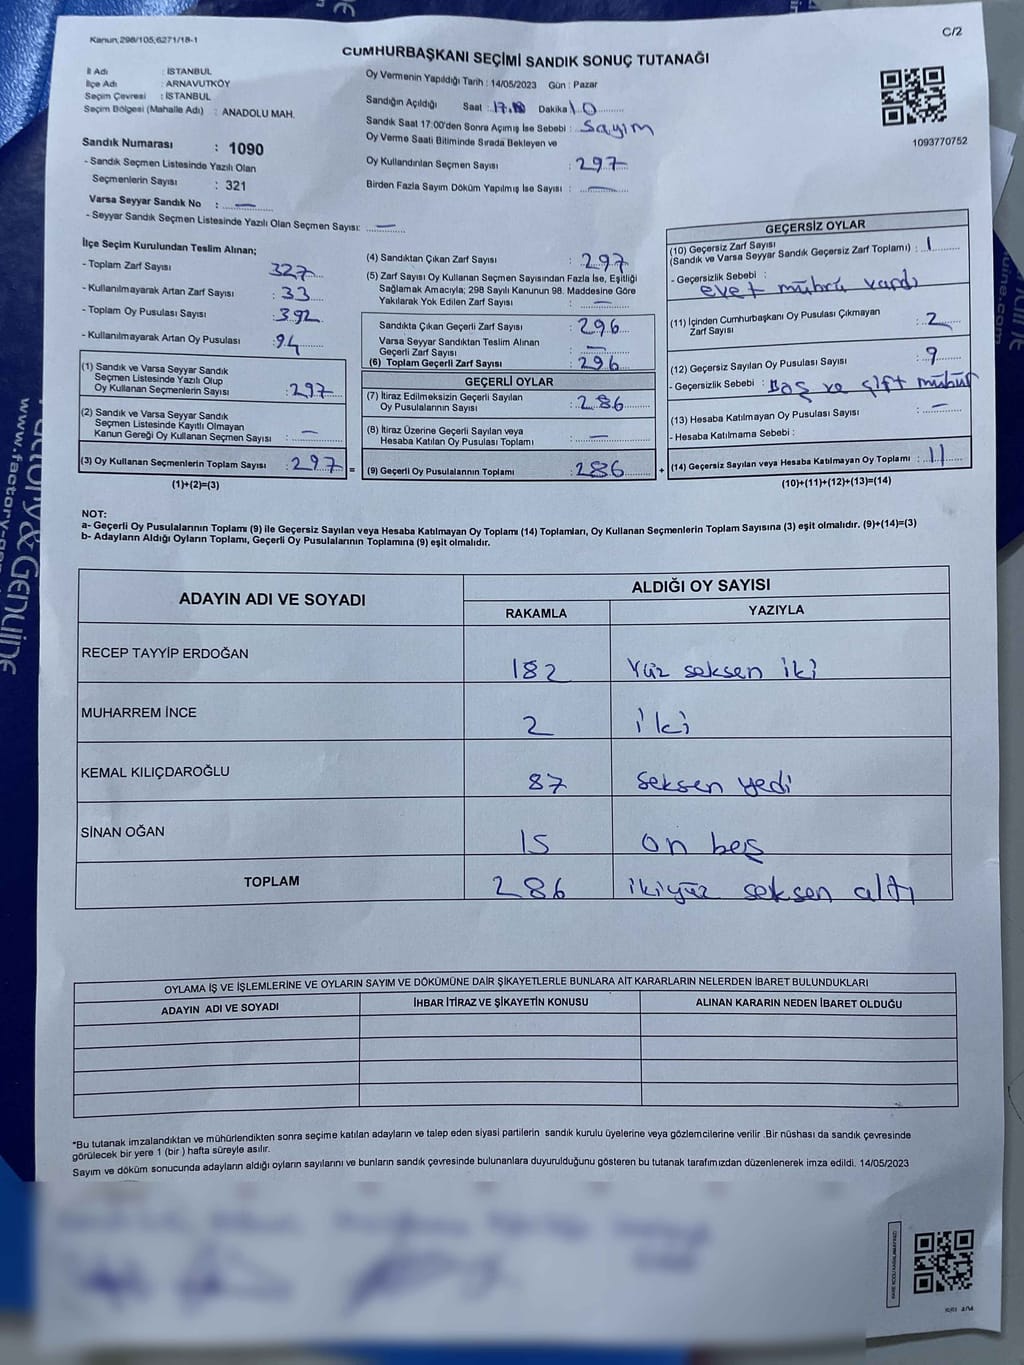 Kanun,298/105,6271/18-1
C/2
CUMHURBAŞKANI SEÇİMİ SANDIK SONUÇ TUTANAĞI
İl Adı : İSTANBUL
İlçe Adı : ARNAVUTKÖY
Seçim Çevresi : İSTANBUL
Seçim Bölgesi (Mahalle Adı) : ANADOLU MAH.
Oy Vermenin Yapıldığı Tarih : 14/05/2023 Gün : Pazar
Sandığın Açıldığı Saat : Dakika 10
Sandık Saat 17:00'den Sonra Açımış İse Sebebi : Sayım
Oy Verme Saati Bitiminde Sırada Bekleyen ve
Oy Kullandırılan Seçmen Sayısı : 297
Birden Fazla Sayım Döküm Yapılmış İse Sayısı : —
1093770752
Sandık Numarası : 1090
- Sandık Seçmen Listesinde Yazılı Olan
Seçmenlerin Sayısı : 321
Varsa Seyyar Sandık No : —
- Seyyar Sandık Seçmen Listesinde Yazılı Olan Seçmen Sayısı: —
İlçe Seçim Kurulundan Teslim Alınan;
- Toplam Zarf Sayısı 327
- Kullanılmayarak Artan Zarf Sayısı : 33
- Toplam Oy Pusulası Sayısı : 392
- Kullanılmayarak Artan Oy Pusulası : 94
(1) Sandık ve Varsa Seyyar Sandık
Seçmen Listesinde Yazılı Olup
Oy Kullanan Seçmenlerin Sayısı : 297
(2) Sandık ve Varsa Seyyar Sandık
Seçmen Listesinde Kayıtlı Olmayan
Kanun Gereği Oy Kullanan Seçmen Sayısı : —
(3) Oy Kullanan Seçmenlerin Toplam Sayısı : 297 =
(1)+(2)=(3)
(4) Sandıktan Çıkan Zarf Sayısı : 297
(5) Zarf Sayısı Oy Kullanan Seçmen Sayısından Fazla İse, Eşitliği
Sağlamak Amacıyla; 298 Sayılı Kanunun 98. Maddesine Göre
Yakılarak Yok Edilen Zarf Sayısı : —
Sandıkta Çıkan Geçerli Zarf Sayısı : 296
Varsa Seyyar Sandıktan Teslim Alınan
Geçerli Zarf Sayısı : —
(6) Toplam Geçerli Zarf Sayısı : 296
GEÇERLİ OYLAR
(7) İtiraz Edilmeksizin Geçerli Sayılan
Oy Pusulalarının Sayısı : 286
(8) İtiraz Üzerine Geçerli Sayılan veya
Hesaba Katılan Oy Pusulası Toplamı : —
(9) Geçerli Oy Pusulalarının Toplamı : 286 +
GEÇERSİZ OYLAR
(10) Geçersiz Zarf Sayısı
(Sandık ve Varsa Seyyar Sandık Geçersiz Zarf Toplamı) : 1
- Geçersizlik Sebebi :
evet mührü vardı
(11) İçinden Cumhurbaşkanı Oy Pusulası Çıkmayan
Zarf Sayısı : 2
(12) Geçersiz Sayılan Oy Pusulası Sayısı : 9
- Geçersizlik Sebebi : Boş ve çift mühür
(13) Hesaba Katılmayan Oy Pusulası Sayısı : —
- Hesaba Katılmama Sebebi :
(14) Geçersiz Sayılan veya Hesaba Katılmayan Oy Toplamı : 11
(10)+(11)+(12)+(13)=(14)
NOT:
a- Geçerli Oy Pusulalarının Toplamı (9) ile Geçersiz Sayılan veya Hesaba Katılmayan Oy Toplamı (14) Toplamları, Oy Kullanan Seçmenlerin Toplam Sayısına (3) eşit olmalıdır. (9)+(14)=(3)
b- Adayların Aldığı Oyların Toplamı, Geçerli Oy Pusulalarının Toplamına (9) eşit olmalıdır.
ADAYIN ADI VE SOYADI ALDIĞI OY SAYISI
RAKAMLA YAZIYLA
RECEP TAYYİP ERDOĞAN 182 Yüz seksen iki
MUHARREM İNCE 2 iki
KEMAL KILIÇDAROĞLU 87 Seksen yedi
SİNAN OĞAN 15 on beş
TOPLAM 286 ikiyüz seksen altı
OYLAMA İŞ VE İŞLEMLERİNE VE OYLARIN SAYIM VE DÖKÜMÜNE DAİR ŞİKAYETLERLE BUNLARA AİT KARARLARIN NELERDEN İBARET BULUNDUKLARI
ADAYIN ADI VE SOYADI İHBAR İTİRAZ VE ŞİKAYETİN KONUSU ALINAN KARARIN NEDEN İBARET OLDUĞU
*Bu tutanak imzalandıktan ve mühürlendikten sonra seçime katılan adayların ve talep eden siyasi partilerin sandık kurulu üyelerine veya gözlemcilerine verilir .Bir nüshası da sandık çevresinde
görülecek bir yere 1 (bir ) hafta süreyle asılır.
Sayım ve döküm sonucunda adayların aldığı oyların sayılarını ve bunların sandık çevresinde bulunanlara duyurulduğunu gösteren bu tutanak tarafımızdan düzenlenerek imza edildi. 14/05/2023